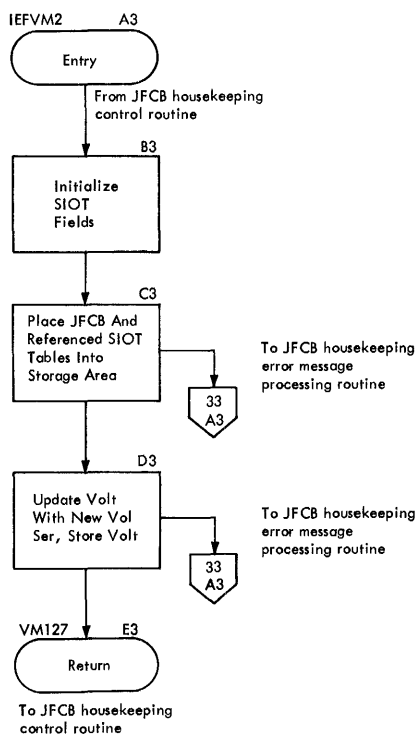 IEFVM2 A3
Entry
From JFCB housekeeping
control routine
B3
Initialize
SIOT
Fields
C3
Place JFCB And
Referenced SIOT
Tables Into
Storage Area
To JFCB housekeeping
error message
processing routine
33
A3
D3
Update Volt
With New Vol
Ser, Store Volt
To JFCB housekeeping
error message
processing routine
33
A3
VM127 E3
Return
To JFCB housekeeping
control routine